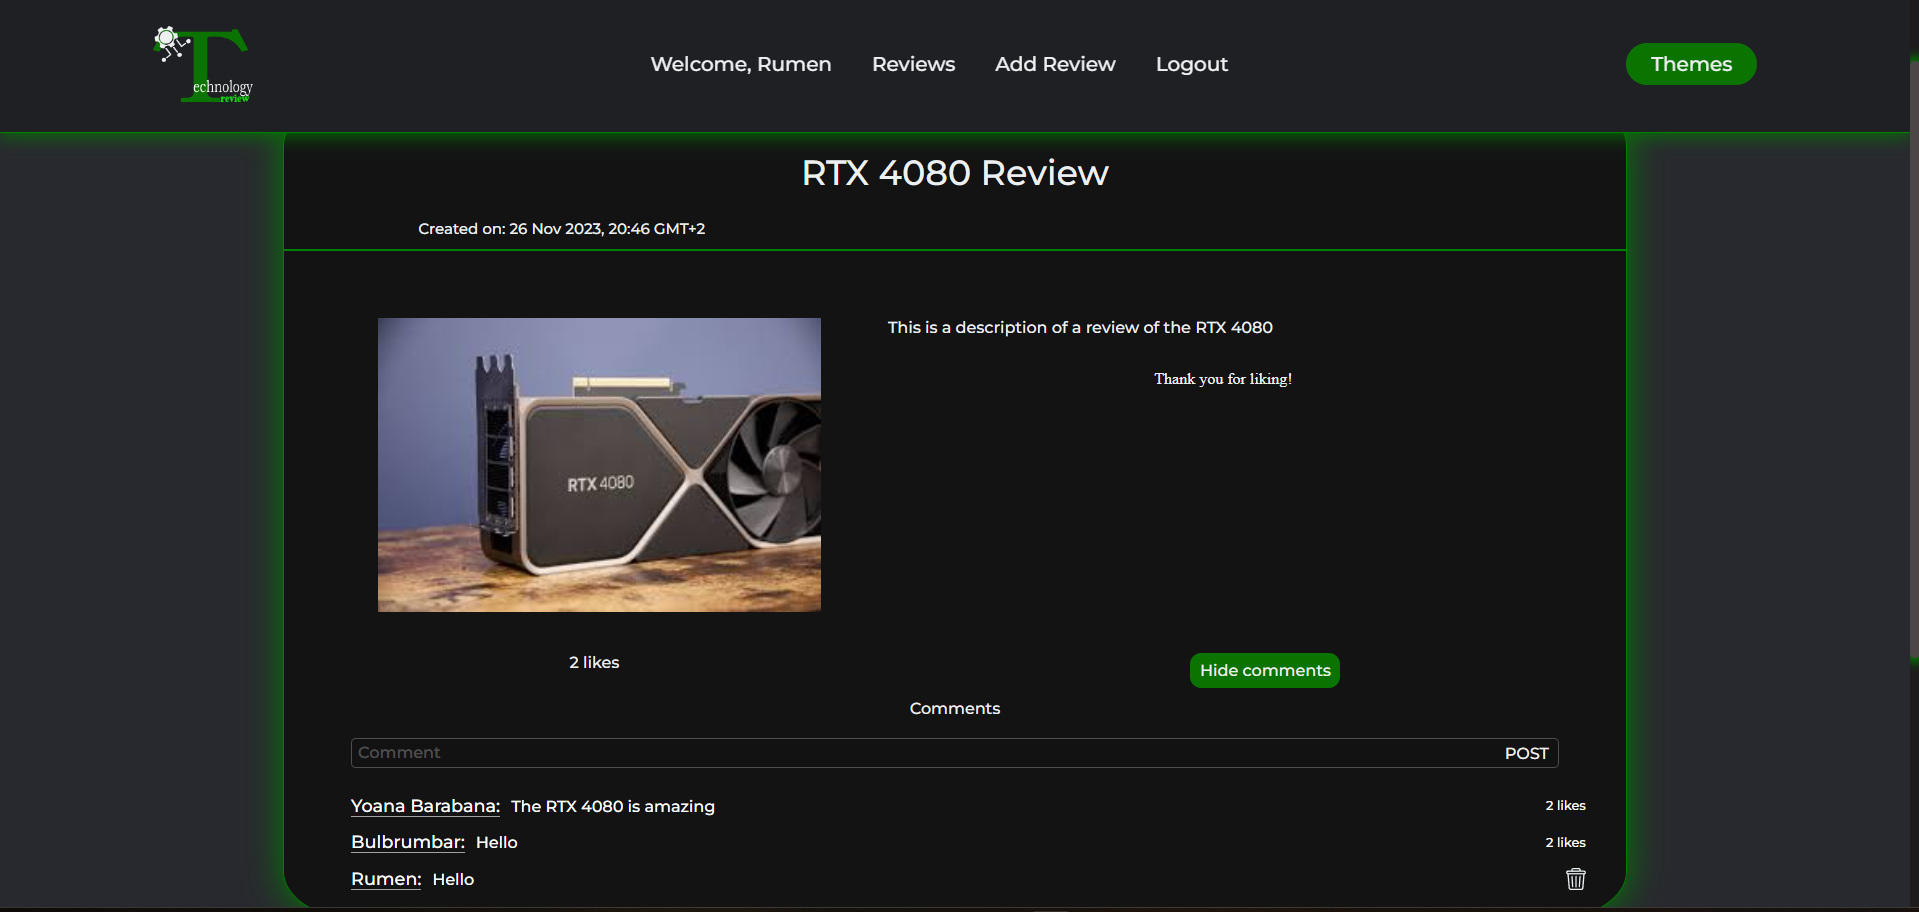 Technology
review
Welcome, Rumen
Reviews
Add Review
Logout
Themes
RTX 4080 Review
Created on: 26 Nov 2023, 20:46 GMT+2
RTX 4080
This is a description of a review of the RTX 4080
Thank you for liking!
2 likes
Hide comments
Comments
Comment
POST
Yoana Barabana: The RTX 4080 is amazing
2 likes
Bulbrumbar: Hello
2 likes
Rumen: Hello